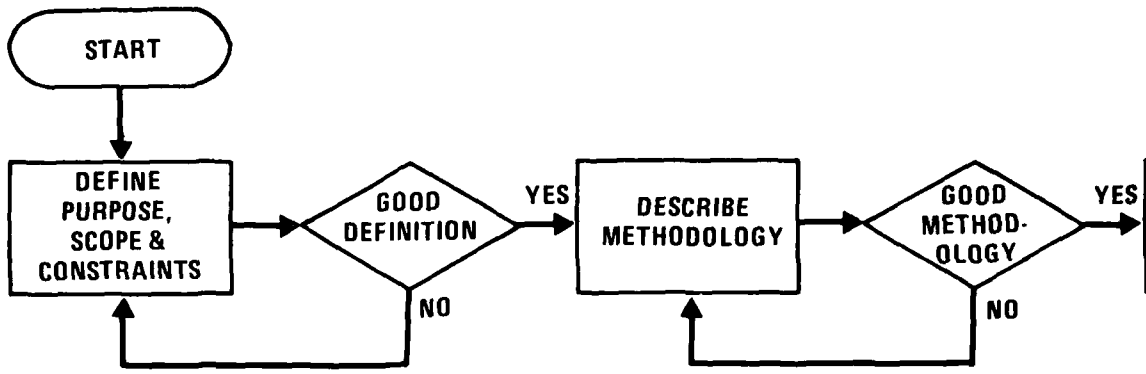 START
DEFINE
PURPOSE,
SCOPE &
CONSTRAINTS
GOOD
DEFINITION
YES
NO
DESCRIBE
METHODOLOGY
GOOD
METHOD-
OLOGY
YES
NO